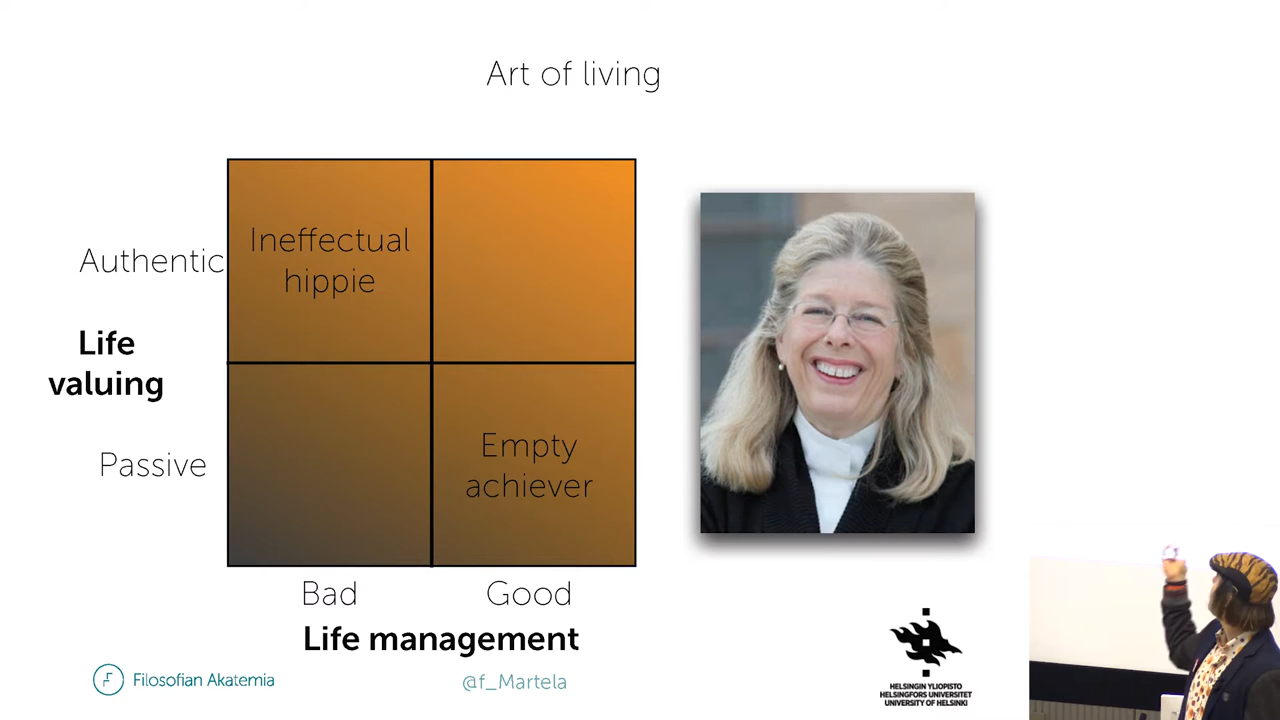 Art of living
Ineffectual
hippie
Authentic
Life
valuing
Passive
Empty
achiever
Bad
Good
Life management
Filosofian Akatemia
@f_Martela
HELSINGIN YLIOPISTO
HELSINGFORS UNIVERSITET
UNIVERSITY OF HELSINKI